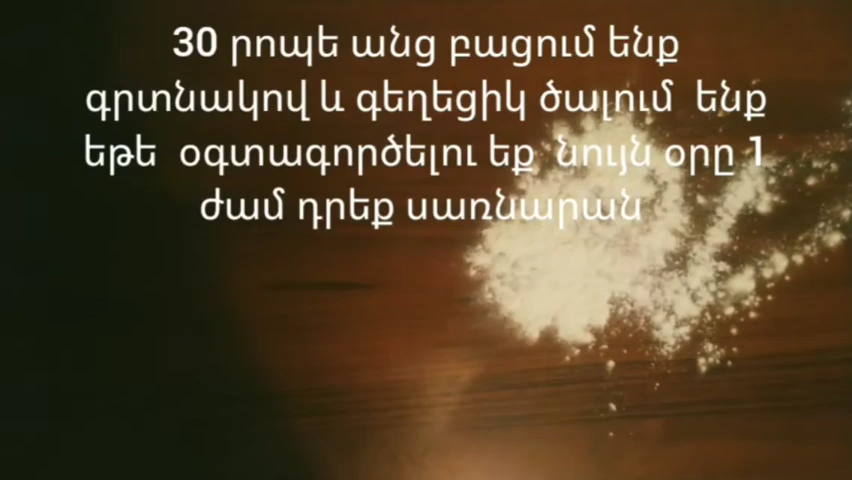 30 րոպե անց բացում ենք
գրտնակով և գեղեցիկ ծալում ենք
եթե օգտագործելու եք նույն օրը 1
ժամ դրեք սառնարան